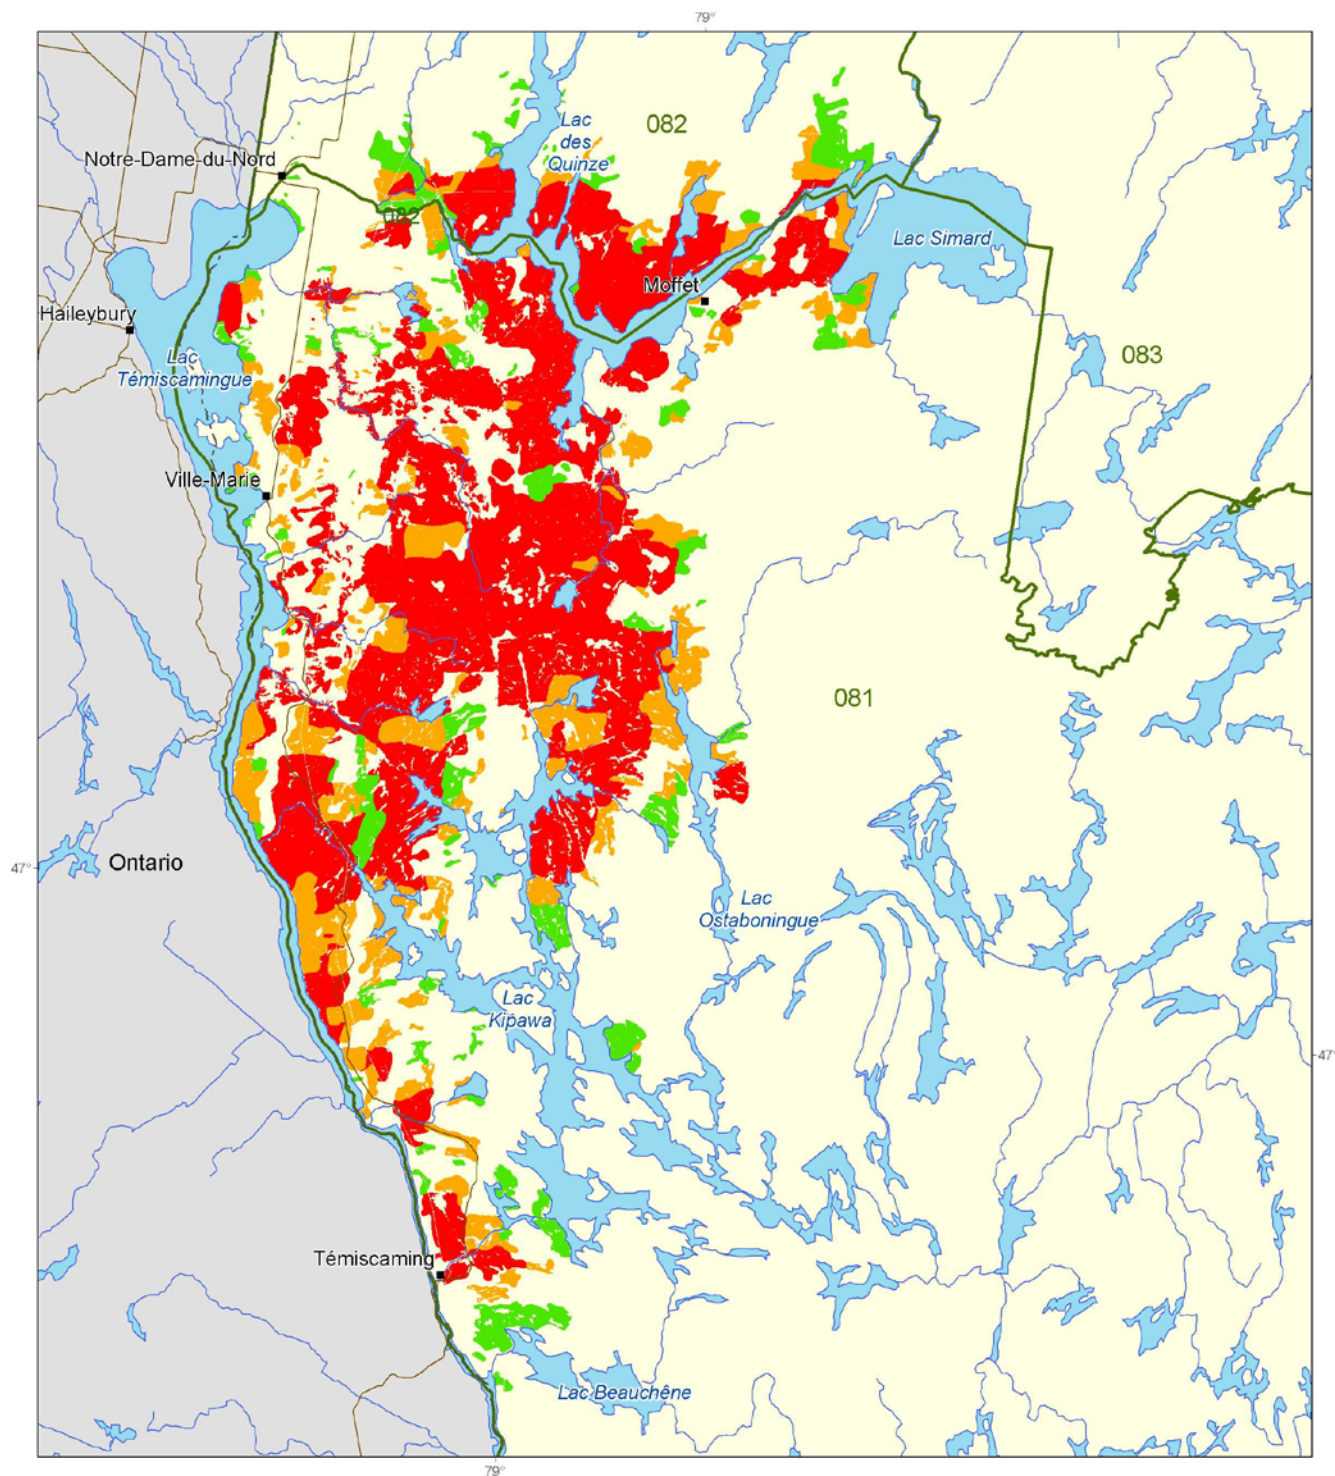 79°
Lac
des
Quinze
082
Notre-Dame-du-Nord
082
Lac Simard
Moffet
Haileybury
Lac
Témiscamingue
083
Ville-Marie
081
Ontario
47°
Lac
Ostaboningue
Lac
Kipawa
47°
Témiscaming
Lac Beauchêne
79°